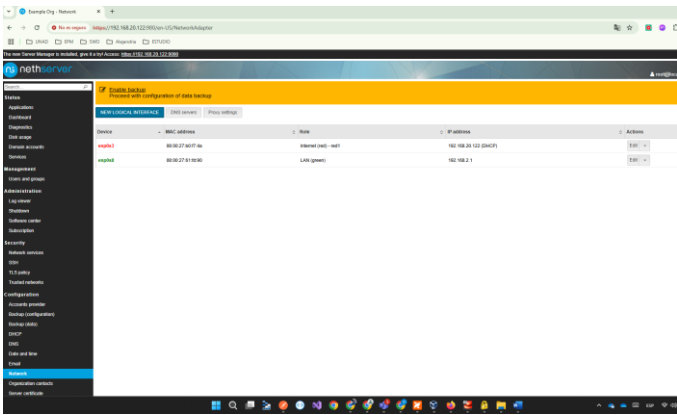 Example Org - Network
No es seguro https://192.168.20.122:980/en-US/NetworkAdapter
UNAD EPM SWD Alejandra ESTUDIO
The new Server Manager is installed, give it a try! Access: https://192.168.20.122:9090
nethserver
Search
Enable backup
Proceed with configuration of data backup
NEW LOGICAL INTERFACE DNS servers Proxy settings
Device MAC address Role IP address Actions
enp0s3 Internet (red) - red1 192.168.20.122 (DHCP) Edit
enp0s8 LAN (green) 192.168.2.1 Edit
Status
Applications
Dashboard
Diagnostics
Disk usage
Domain accounts
Services
Management
Users and groups
Administration
Log viewer
Shutdown
Software center
Subscription
Security
Network services
SSH
TLS policy
Trusted networks
Configuration
Accounts provider
Backup (configuration)
Backup (data)
DHCP
DNS
Date and time
Email
Network
Organization contacts
Server certificate
ESP